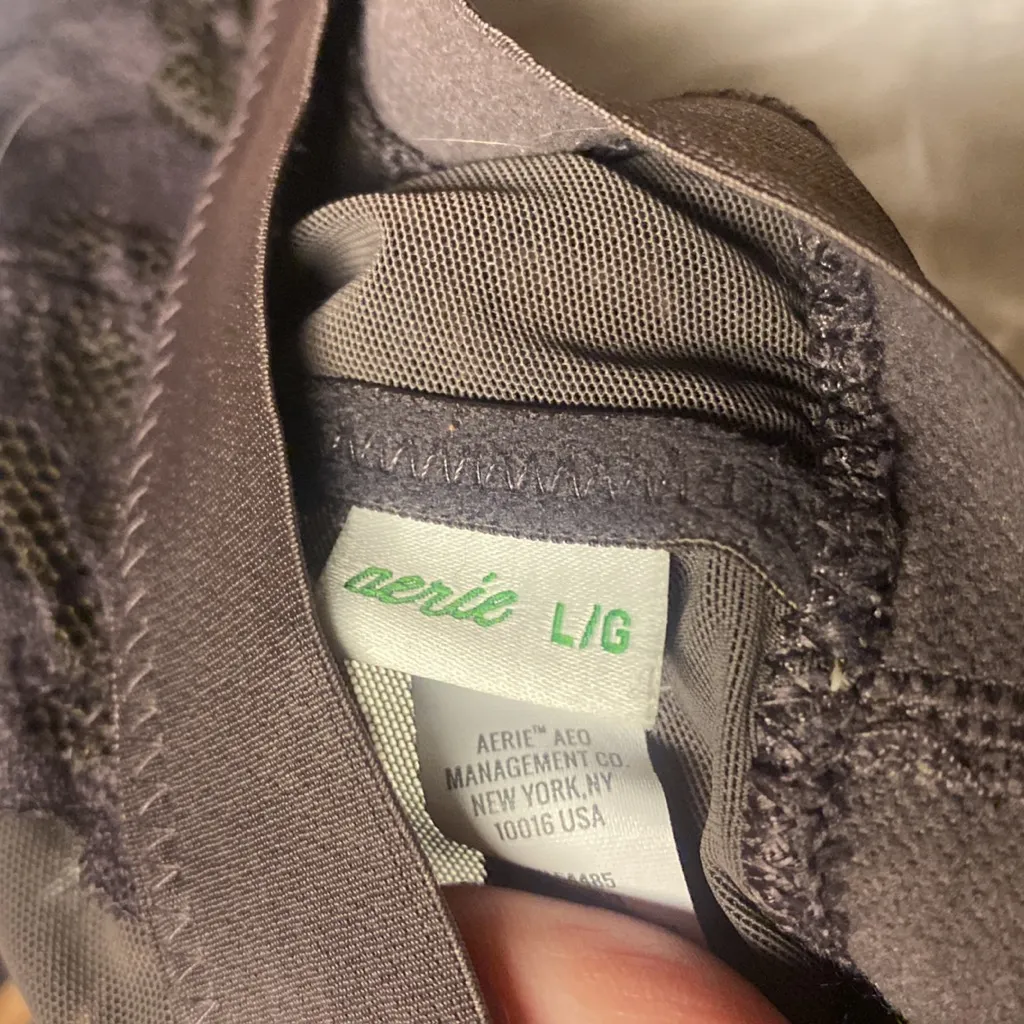 aerie L/G
AERIE™ AEO
MANAGEMENT CO.
NEW YORK,NY
10016 USA